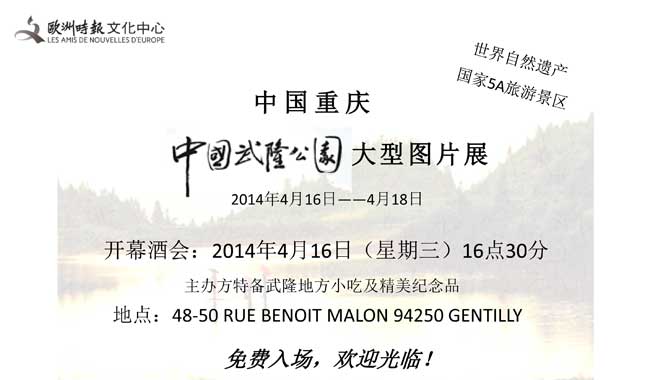 歐洲時報文化中心
LES AMIS DE NOUVELLES D'EUROPE
世界自然遗产
国家5A旅游景区
中国重庆
中國武隆公園 大型图片展
2014年4月16日——4月18日
开幕酒会：2014年4月16日（星期三）16点30分
主办方特备武隆地方小吃及精美纪念品
地点：48-50 RUE BENOIT MALON 94250 GENTILLY
免费入场，欢迎光临！